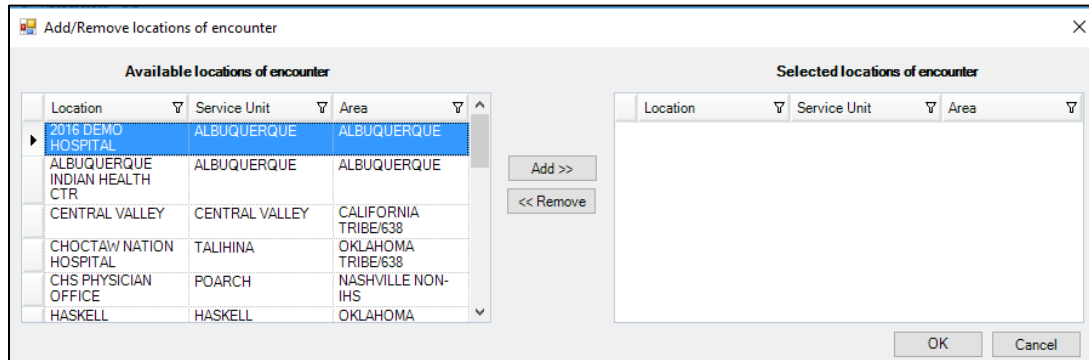 Add/Remove locations of encounter
Available locations of encounter
Selected locations of encounter
Location Service Unit Area
Location Service Unit Area
2016 DEMO ALBUQUERQUE ALBUQUERQUE
HOSPITAL
ALBUQUERQUE ALBUQUERQUE ALBUQUERQUE
INDIAN HEALTH
CTR
Add >>
<< Remove
CENTRAL VALLEY CENTRAL VALLEY CALIFORNIA
TRIBE/638
CHOCTAW NATION TALIHINA OKLAHOMA
HOSPITAL TRIBE/638
CHS PHYSICIAN POARCH NASHVILLE NON-
OFFICE IHS
HASKELL HASKELL OKLAHOMA
OK Cancel